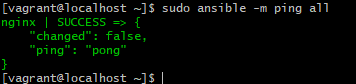 [vagrant@localhost ~]$ sudo ansible -m ping all
nginx | SUCCESS => {
    "changed": false,
    "ping": "pong"
}
[vagrant@localhost ~]$